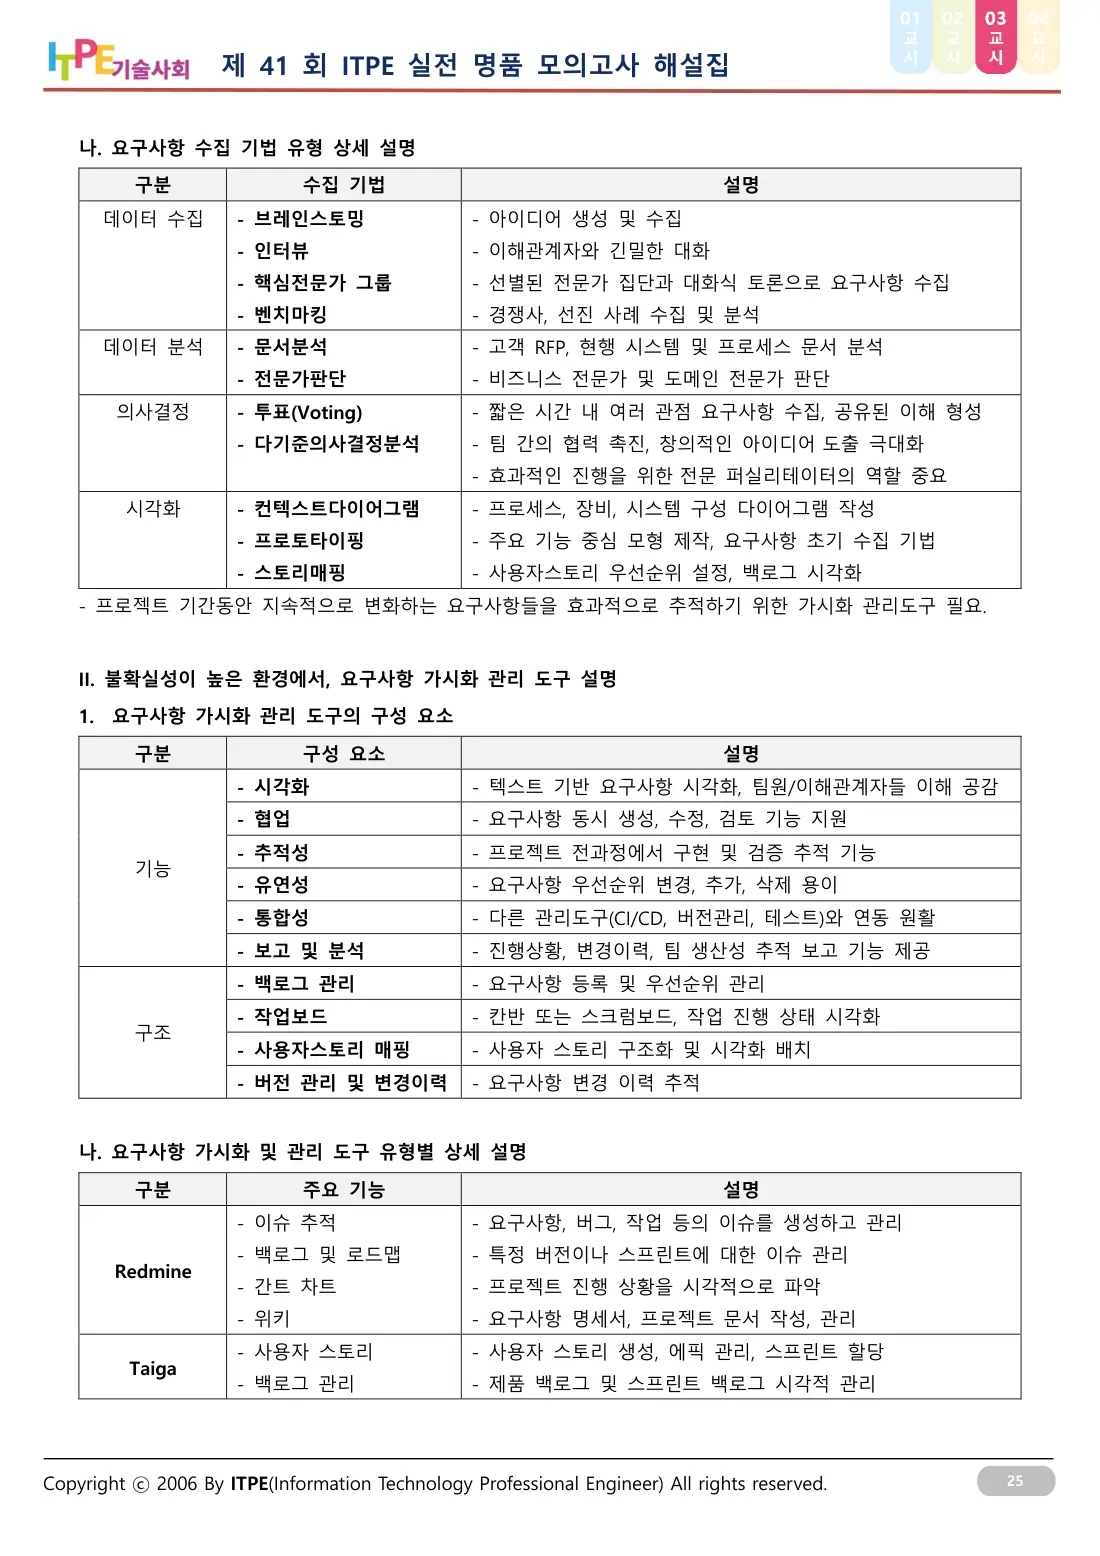 01 교시
02 교시
03 교시
04 교시
ITPE기술사회
제 41 회 ITPE 실전 명품 모의고사 해설집
나. 요구사항 수집 기법 유형 상세 설명
구분 수집 기법 설명
데이터 수집 - 브레인스토밍 - 아이디어 생성 및 수집
- 인터뷰 - 이해관계자와 긴밀한 대화
- 핵심전문가 그룹 - 선별된 전문가 집단과 대화식 토론으로 요구사항 수집
- 벤치마킹 - 경쟁사, 선진 사례 수집 및 분석
데이터 분석 - 문서분석 - 고객 RFP, 현행 시스템 및 프로세스 문서 분석
- 전문가판단 - 비즈니스 전문가 및 도메인 전문가 판단
의사결정 - 투표(Voting) - 짧은 시간 내 여러 관점 요구사항 수집, 공유된 이해 형성
- 다기준의사결정분석 - 팀 간의 협력 촉진, 창의적인 아이디어 도출 극대화
- 효과적인 진행을 위한 전문 퍼실리테이터의 역할 중요
시각화 - 컨텍스트다이어그램 - 프로세스, 장비, 시스템 구성 다이어그램 작성
- 프로토타이핑 - 주요 기능 중심 모형 제작, 요구사항 초기 수집 기법
- 스토리매핑 - 사용자스토리 우선순위 설정, 백로그 시각화
- 프로젝트 기간동안 지속적으로 변화하는 요구사항들을 효과적으로 추적하기 위한 가시화 관리도구 필요.
II. 불확실성이 높은 환경에서, 요구사항 가시화 관리 도구 설명
1. 요구사항 가시화 관리 도구의 구성 요소
구분 구성 요소 설명
기능 - 시각화 - 텍스트 기반 요구사항 시각화, 팀원/이해관계자들 이해 공감
- 협업 - 요구사항 동시 생성, 수정, 검토 기능 지원
- 추적성 - 프로젝트 전과정에서 구현 및 검증 추적 기능
- 유연성 - 요구사항 우선순위 변경, 추가, 삭제 용이
- 통합성 - 다른 관리도구(CI/CD, 버전관리, 테스트)와 연동 원활
- 보고 및 분석 - 진행상황, 변경이력, 팀 생산성 추적 보고 기능 제공
구조 - 백로그 관리 - 요구사항 등록 및 우선순위 관리
- 작업보드 - 칸반 또는 스크럼보드, 작업 진행 상태 시각화
- 사용자스토리 매핑 - 사용자 스토리 구조화 및 시각화 배치
- 버전 관리 및 변경이력 - 요구사항 변경 이력 추적
나. 요구사항 가시화 및 관리 도구 유형별 상세 설명
구분 주요 기능 설명
Redmine - 이슈 추적 - 요구사항, 버그, 작업 등의 이슈를 생성하고 관리
- 백로그 및 로드맵 - 특정 버전이나 스프린트에 대한 이슈 관리
- 간트 차트 - 프로젝트 진행 상황을 시각적으로 파악
- 위키 - 요구사항 명세서, 프로젝트 문서 작성, 관리
Taiga - 사용자 스토리 - 사용자 스토리 생성, 에픽 관리, 스프린트 할당
- 백로그 관리 - 제품 백로그 및 스프린트 백로그 시각적 관리
Copyright ⓒ 2006 By ITPE(Information Technology Professional Engineer) All rights reserved.
25